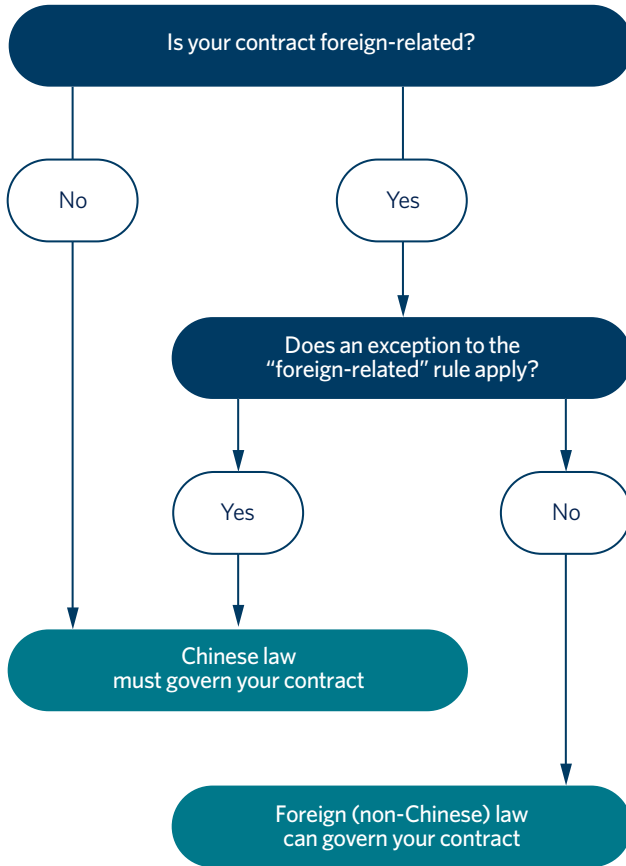 Is your contract foreign-related?
No
Yes
Does an exception to the
“foreign-related” rule apply?
Yes
No
Chinese law
must govern your contract
Foreign (non-Chinese) law
can govern your contract